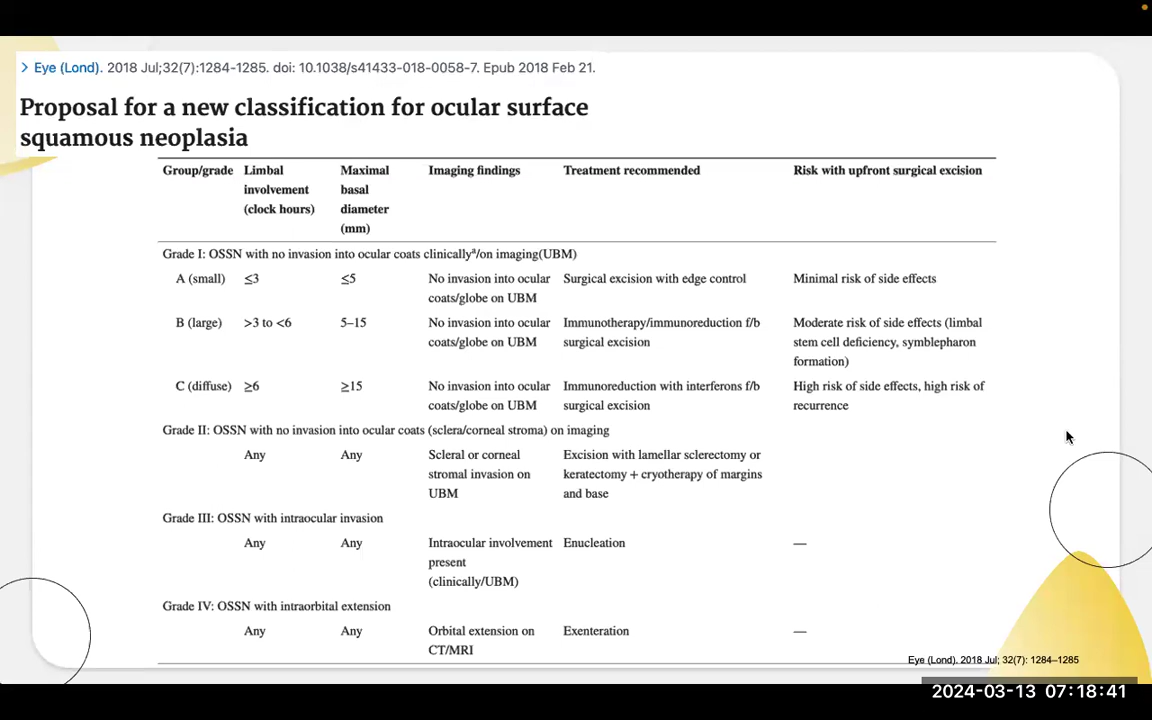 > Eye (Lond). 2018 Jul;32(7):1284-1285. doi: 10.1038/s41433-018-0058-7. Epub 2018 Feb 21.
Proposal for a new classification for ocular surface
squamous neoplasia
Group/grade Limbal involvement (clock hours) Maximal basal diameter (mm) Imaging findings Treatment recommended Risk with upfront surgical excision
Grade I: OSSN with no invasion into ocular coats clinicallyᵃ/on imaging(UBM)
A (small) ≤3 ≤5 No invasion into ocular coats/globe on UBM Surgical excision with edge control Minimal risk of side effects
B (large) >3 to <6 5–15 No invasion into ocular coats/globe on UBM Immunotherapy/immunoreduction f/b surgical excision Moderate risk of side effects (limbal stem cell deficiency, symblepharon formation)
C (diffuse) ≥6 ≥15 No invasion into ocular coats/globe on UBM Immunoreduction with interferons f/b surgical excision High risk of side effects, high risk of recurrence
Grade II: OSSN with no invasion into ocular coats (sclera/corneal stroma) on imaging
Any Any Scleral or corneal stromal invasion on UBM Excision with lamellar sclerectomy or keratectomy + cryotherapy of margins and base
Grade III: OSSN with intraocular invasion
Any Any Intraocular involvement present (clinically/UBM) Enucleation —
Grade IV: OSSN with intraorbital extension
Any Any Orbital extension on CT/MRI Exenteration —
Eye (Lond). 2018 Jul; 32(7): 1284–1285
2024-03-13 07:18:41